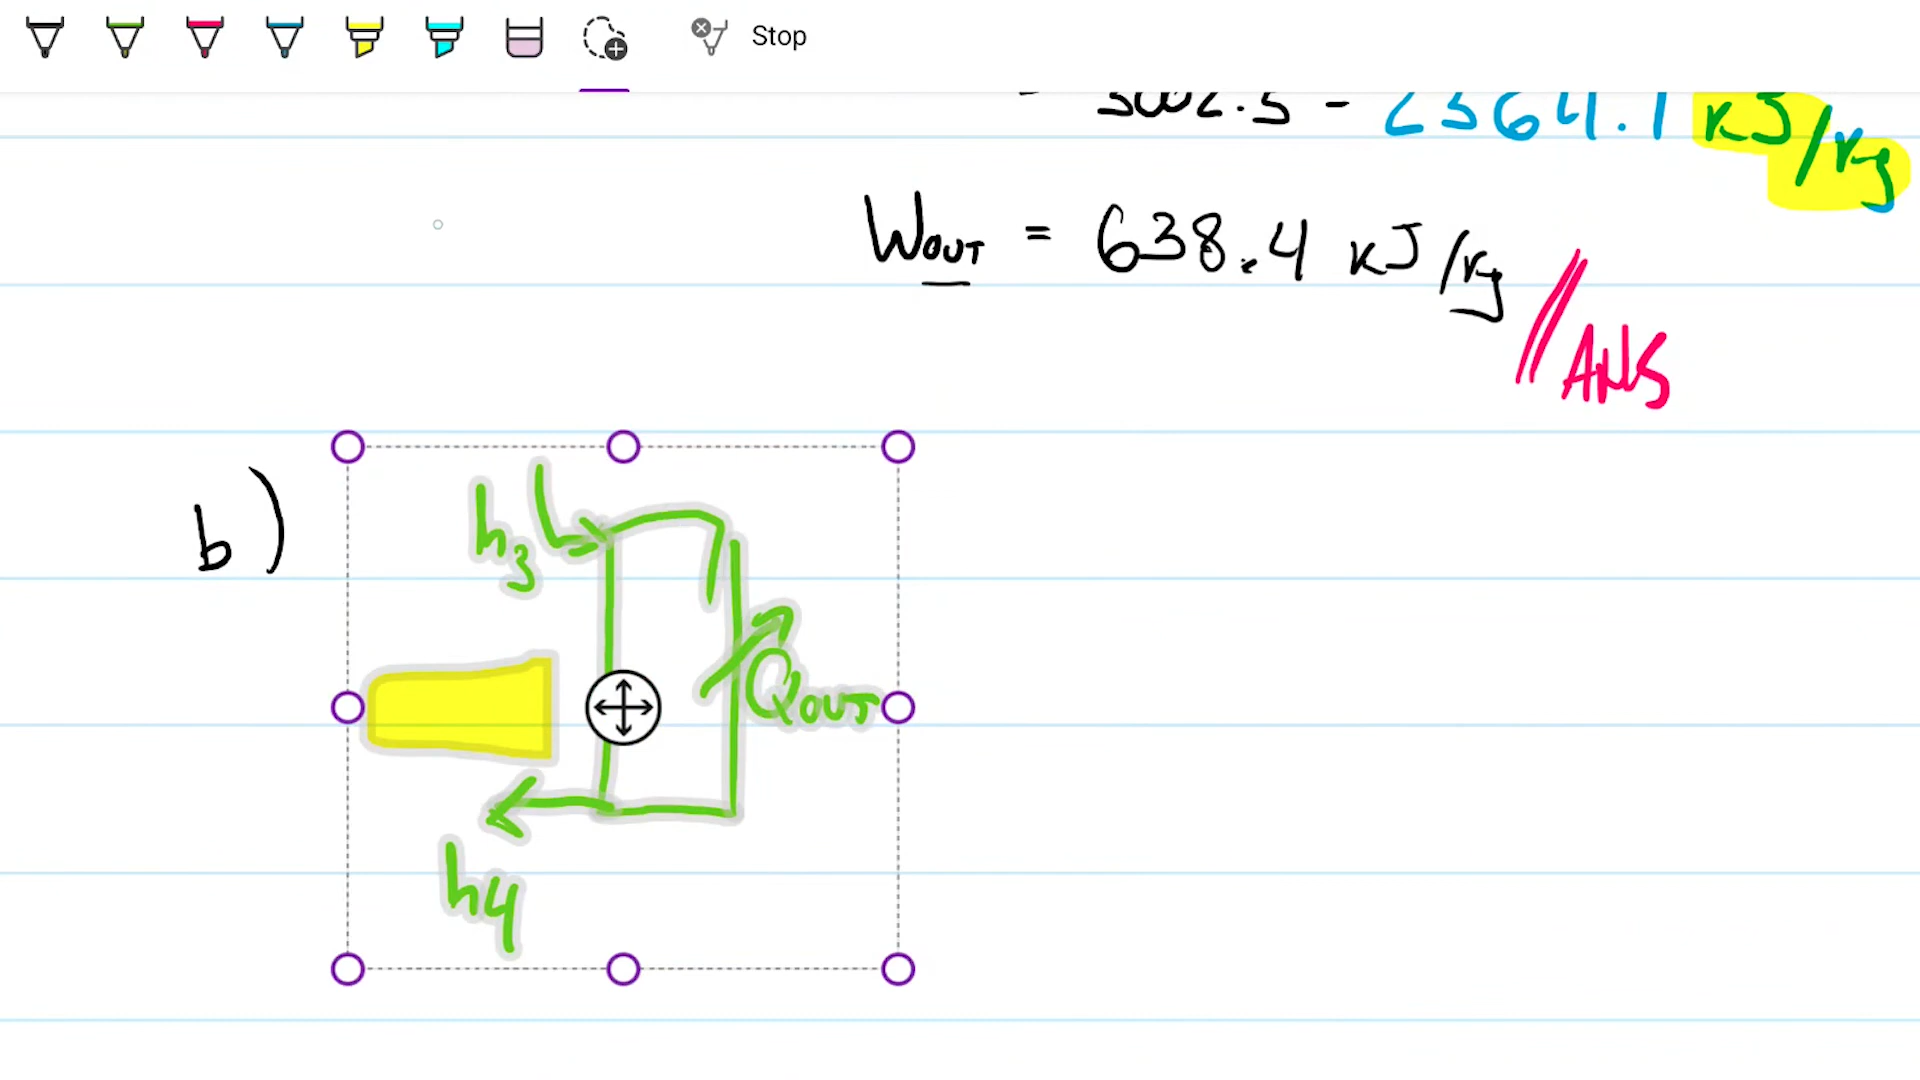 Stop
= 3002.5 - 2364.1 kJ/kg
WOUT = 638.4 kJ/kg
ANS
b)
h3
QOUT
h4